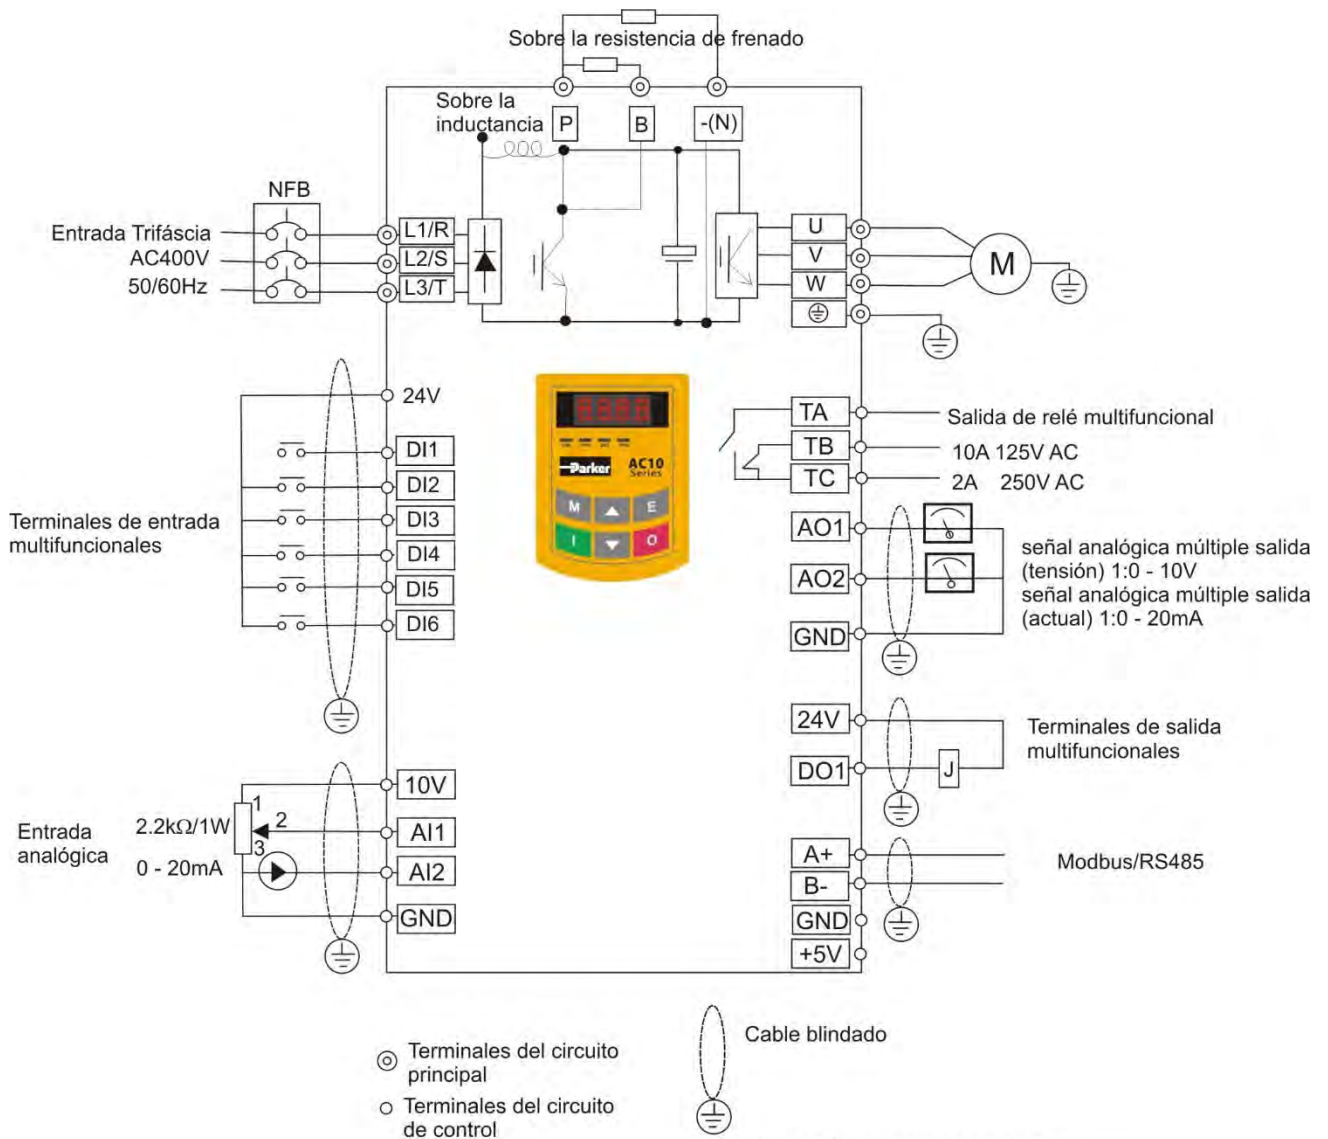 Sobre la resistencia de frenado
Sobre la
inductancia
P
B
-(N)
NFB
Entrada Trifáscia
AC400V
50/60Hz
L1/R
L2/S
L3/T
U
V
W
M
24V
DI1
DI2
DI3
DI4
DI5
DI6
Terminales de entrada
multifuncionales
Parker
AC10
Series
M
E
I
O
TA
TB
TC
Salida de relé multifuncional
10A 125V AC
2A 250V AC
AO1
AO2
GND
señal analógica múltiple salida
(tensión) 1:0 - 10V
señal analógica múltiple salida
(actual) 1:0 - 20mA
24V
DO1
J
Terminales de salida
multifuncionales
Entrada
analógica
2.2kΩ/1W
0 - 20mA
1
2
3
10V
AI1
AI2
GND
A+
B-
GND
+5V
Modbus/RS485
Terminales del circuito
principal
Terminales del circuito
de control
Cable blindado